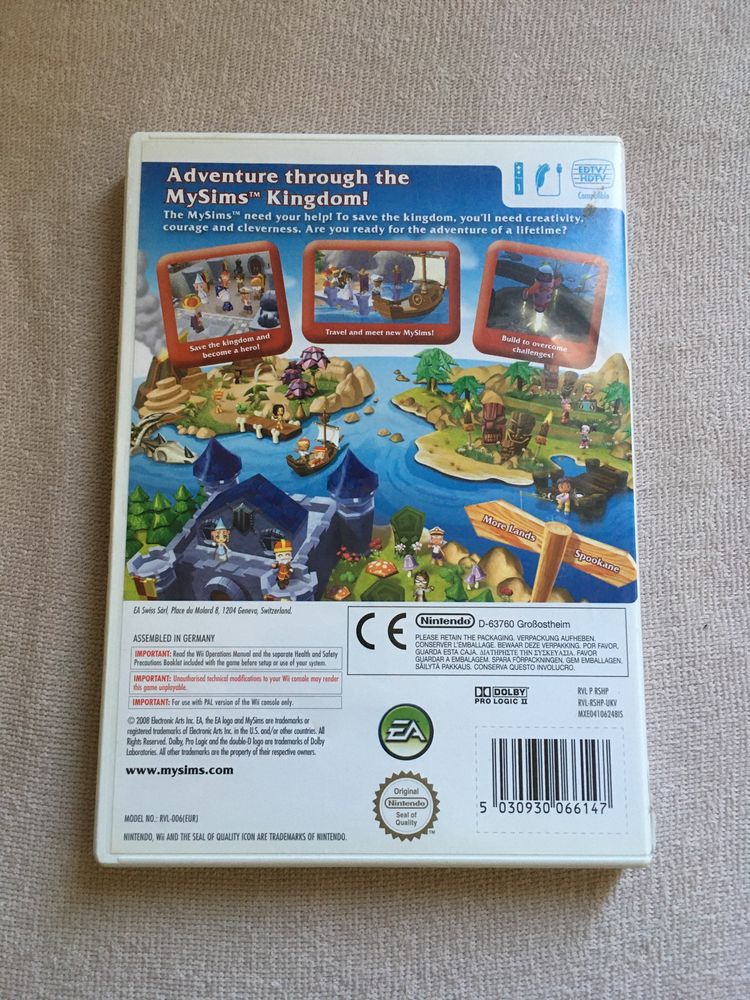 Adventure through the
MySims™ Kingdom!
1
EDTV/
HDTV
Compatible
The MySims™ need your help! To save the kingdom, you'll need creativity,
courage and cleverness. Are you ready for the adventure of a lifetime?
Save the kingdom and
become a hero!
Travel and meet new MySims!
Build to overcome
challenges!
More Lands
Spookane
EA Swiss Sàrl, Place du Molard 8, 1204 Geneva, Switzerland.
ASSEMBLED IN GERMANY
IMPORTANT: Read the Wii Operations Manual and the separate Health and Safety
Precautions Booklet included with the game before setup or use of your system.
IMPORTANT: Unauthorised technical modifications to your Wii console may render
this game unplayable.
IMPORTANT: For use with PAL version of the Wii console only.
© 2008 Electronic Arts Inc. EA, the EA logo and MySims are trademarks or
registered trademarks of Electronic Arts Inc. in the U.S. and/or other countries. All
Rights Reserved. Dolby, Pro Logic and the double-D logo are trademarks of Dolby
Laboratories. All other trademarks are the property of their respective owners.
www.mysims.com
MODEL NO.: RVL-006(EUR)
NINTENDO, Wii AND THE SEAL OF QUALITY ICON ARE TRADEMARKS OF NINTENDO.
CE
Nintendo D-63760 Großostheim
PLEASE RETAIN THE PACKAGING. VERPACKUNG AUFHEBEN.
CONSERVER L'EMBALLAGE. BEWAAR DEZE VERPAKKING. POR FAVOR,
GUARDA ESTA CAJA. ΔΙΑΤΗΡΗΣΤΕ ΤΗΝ ΣΥΣΚΕΥΑΣΙΑ. FAVOR
GUARDAR A EMBALAGEM. SPARA FÖRPACKNINGEN. GEM EMBALLAGEN.
SÄILYTÄ PAKKAUS. CONSERVA QUESTO INVOLUCRO.
DOLBY
PRO LOGIC II
RVL P RSHP
RVL-RSHP-UKV
MXE04106248IS
EA
Original
Nintendo
Seal of
Quality
™
5 030930 066147